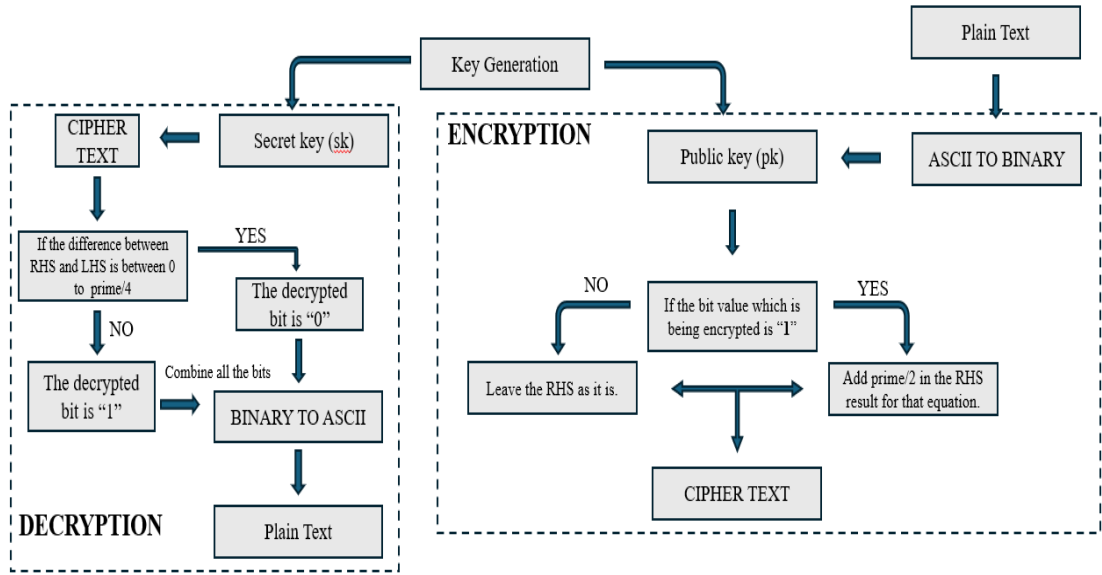 Plain Text
Key Generation
ENCRYPTION
CIPHER
TEXT
Secret key (sk)
Public key (pk)
ASCII TO BINARY
If the difference between
RHS and LHS is between 0
to prime/4
YES
The decrypted
bit is “0”
NO
The decrypted
bit is “1”
Combine all the bits
BINARY TO ASCII
Plain Text
DECRYPTION
NO
If the bit value which is
being encrypted is “1”
YES
Leave the RHS as it is.
Add prime/2 in the RHS
result for that equation.
CIPHER TEXT